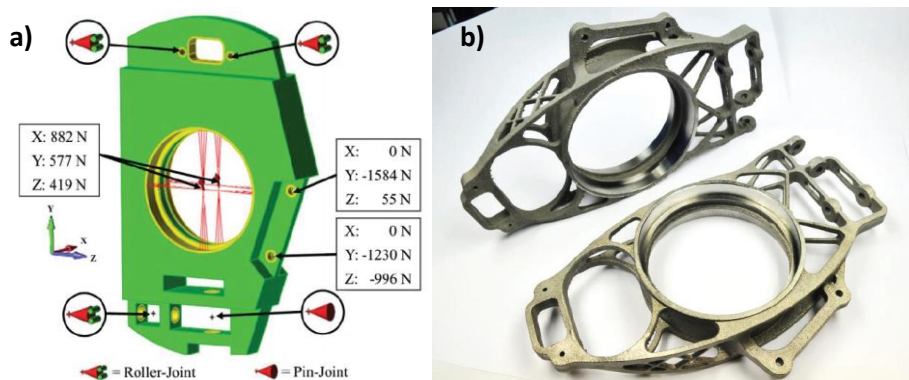 a)
X: 882 N
Y: 577 N
Z: 419 N
X: 0 N
Y: -1584 N
Z: 55 N
X: 0 N
Y: -1230 N
Z: -996 N
Y
X
Z
= Roller-Joint
= Pin-Joint
b)